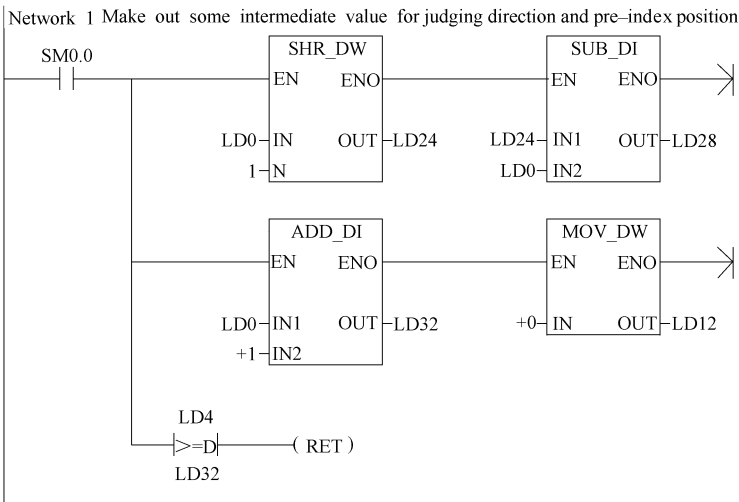 Network 1 Make out some intermediate value for judging direction and pre–index position
SM0.0
SHR_DW
SUB_DI
EN ENO
EN ENO
LD0 IN OUT LD24
LD24 IN1 OUT LD28
1 N
LD0 IN2
ADD_DI
MOV_DW
EN ENO
EN ENO
LD0 IN1 OUT LD32
+0 IN OUT LD12
+1 IN2
LD4
>=D
( RET )
LD32